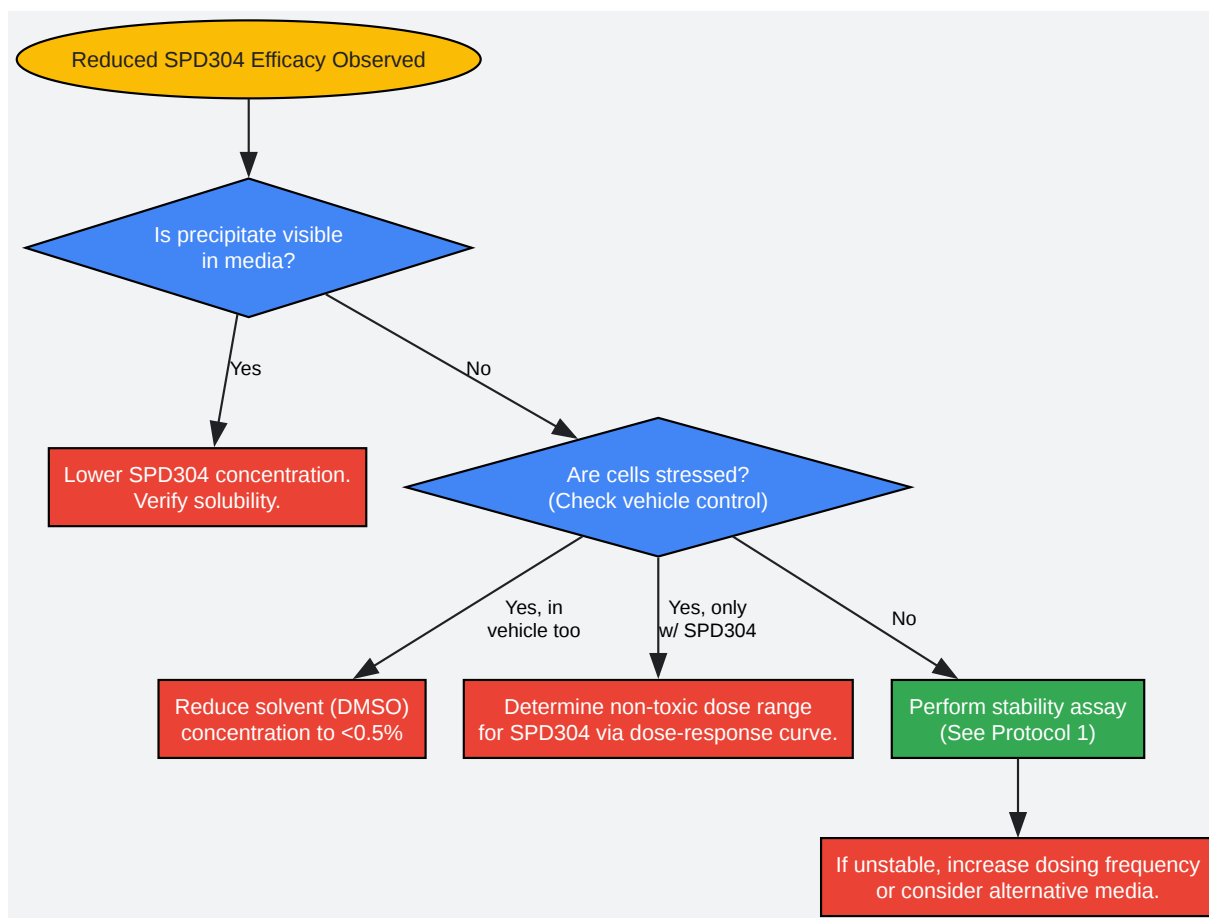 Reduced SPD304 Efficacy Observed
Is precipitate visible
in media?
Yes
No
Lower SPD304 concentration.
Verify solubility.
Are cells stressed?
(Check vehicle control)
Yes, in
vehicle too
Yes, only
w/ SPD304
No
Reduce solvent (DMSO)
concentration to <0.5%
Determine non-toxic dose range
for SPD304 via dose-response curve.
Perform stability assay
(See Protocol 1)
If unstable, increase dosing frequency
or consider alternative media.